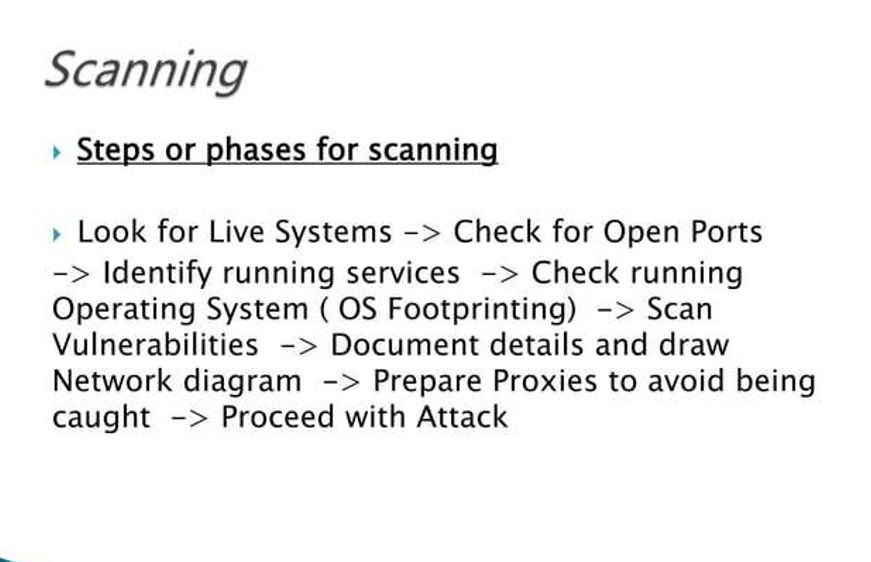 Scanning
Steps or phases for scanning
Look for Live Systems -> Check for Open Ports
-> Identify running services -> Check running
Operating System ( OS Footprinting) -> Scan
Vulnerabilities -> Document details and draw
Network diagram -> Prepare Proxies to avoid being
caught -> Proceed with Attack